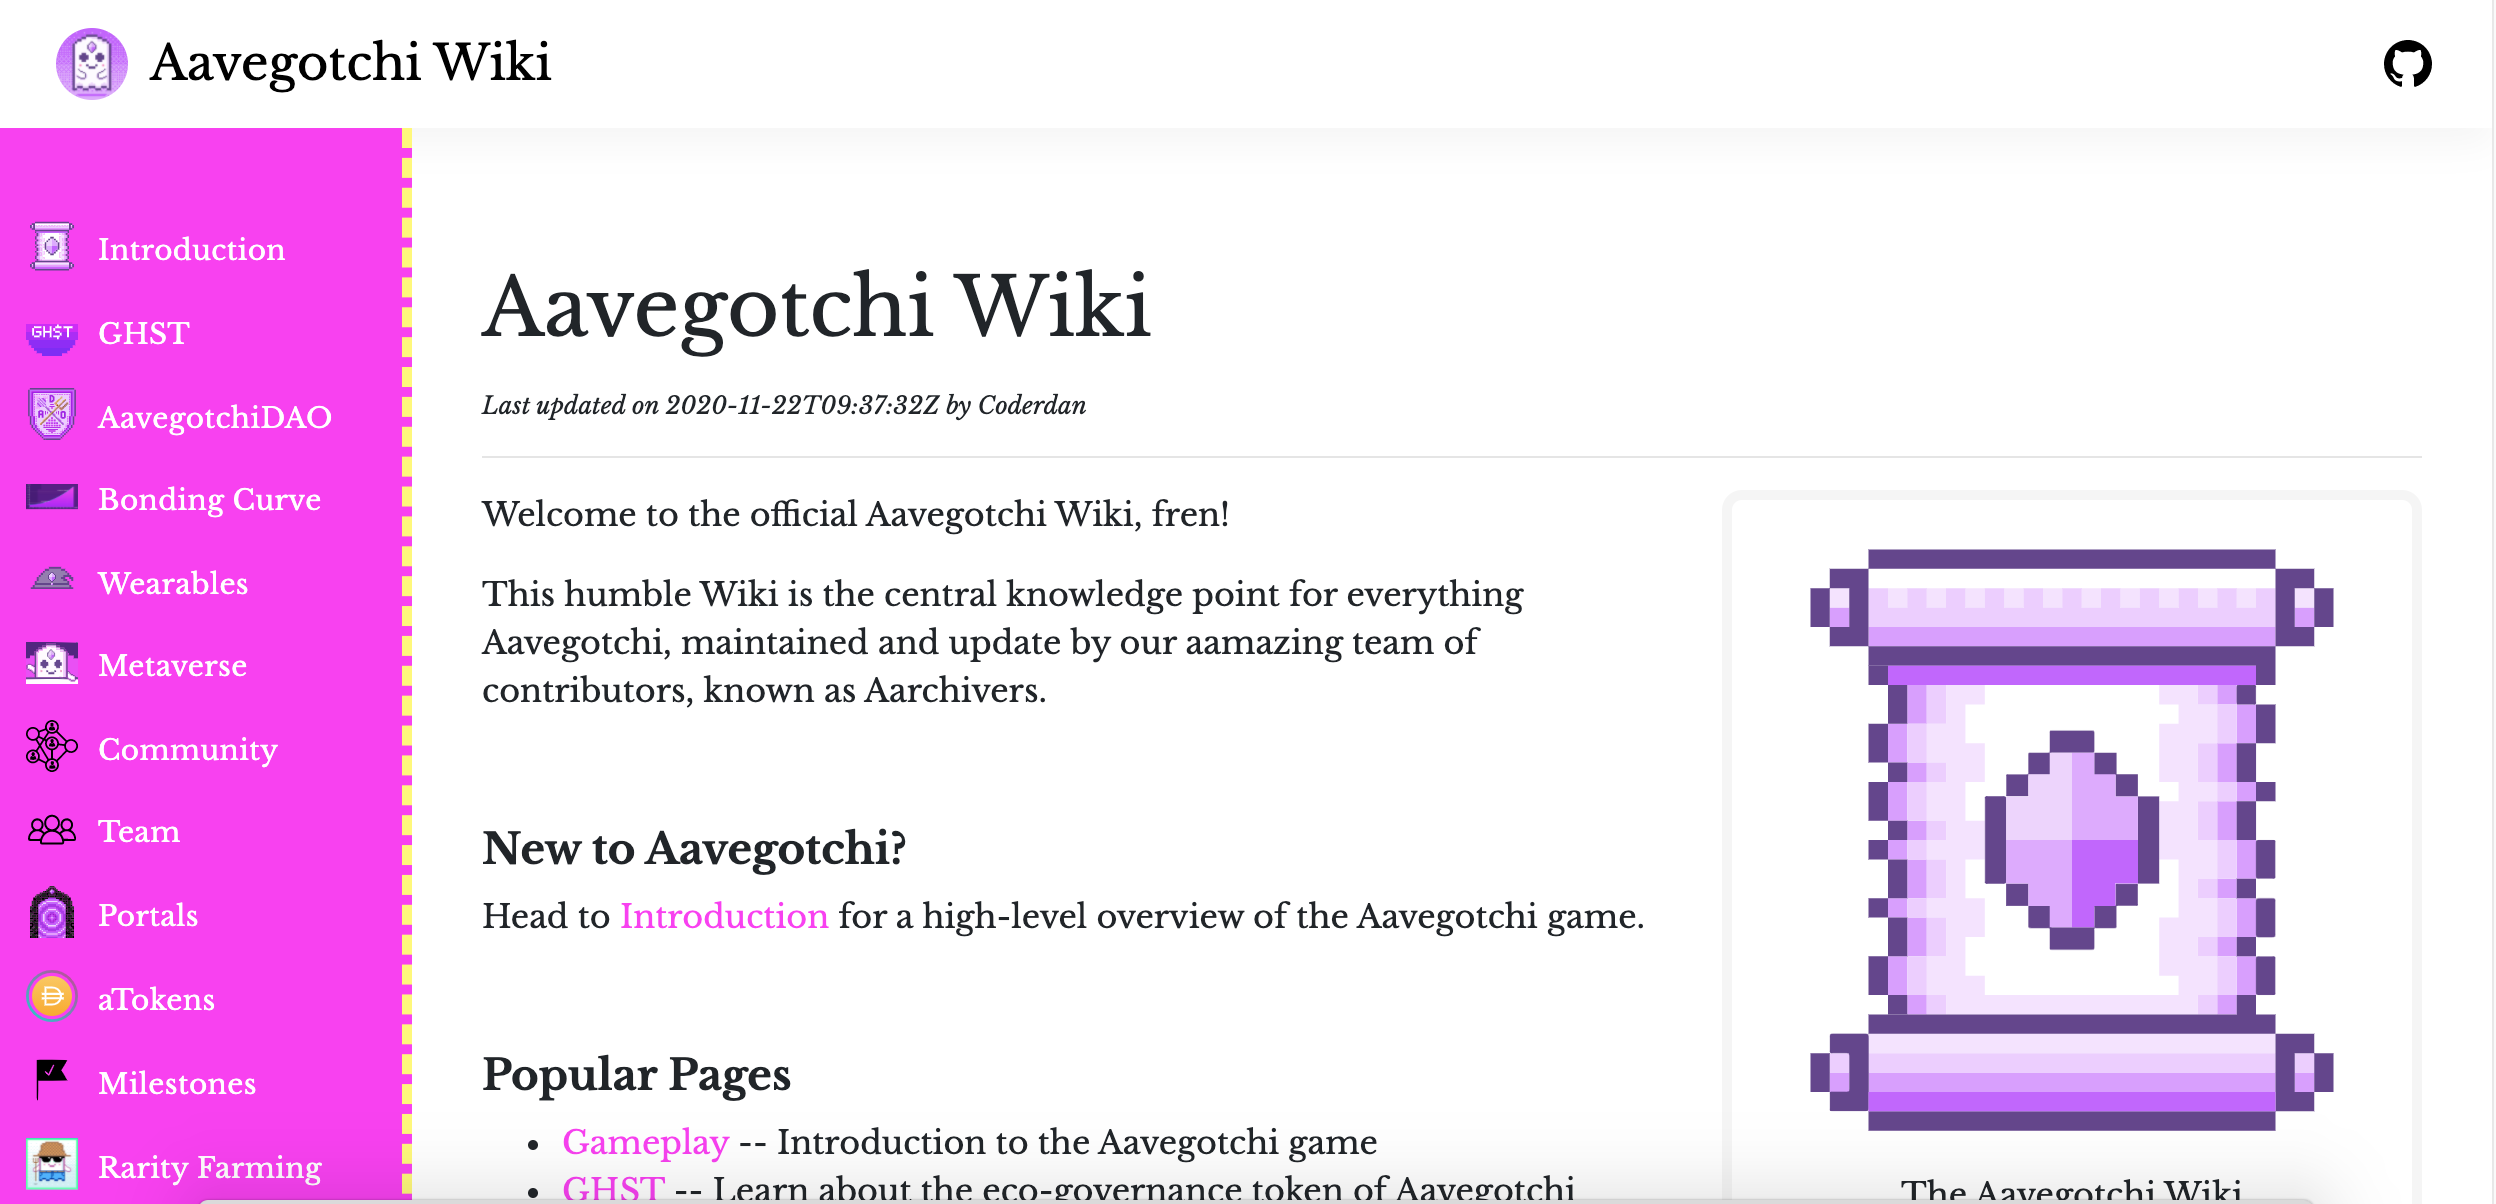 Aavegotchi Wiki
Introduction
GH$T
GHST
AavegotchiDAO
Bonding Curve
Wearables
Metaverse
Community
Team
Portals
aTokens
Milestones
Rarity Farming
Aavegotchi Wiki
Last updated on 2020-11-22T09:37:32Z by Coderdan
Welcome to the official Aavegotchi Wiki, fren!
This humble Wiki is the central knowledge point for everything
Aavegotchi, maintained and update by our aamazing team of
contributors, known as Aarchivers.
New to Aavegotchi?
Head to Introduction for a high-level overview of the Aavegotchi game.
Popular Pages
• Gameplay -- Introduction to the Aavegotchi game
• GHST -- Learn about the eco-governance token of Aavegotchi
The Aavegotchi Wiki